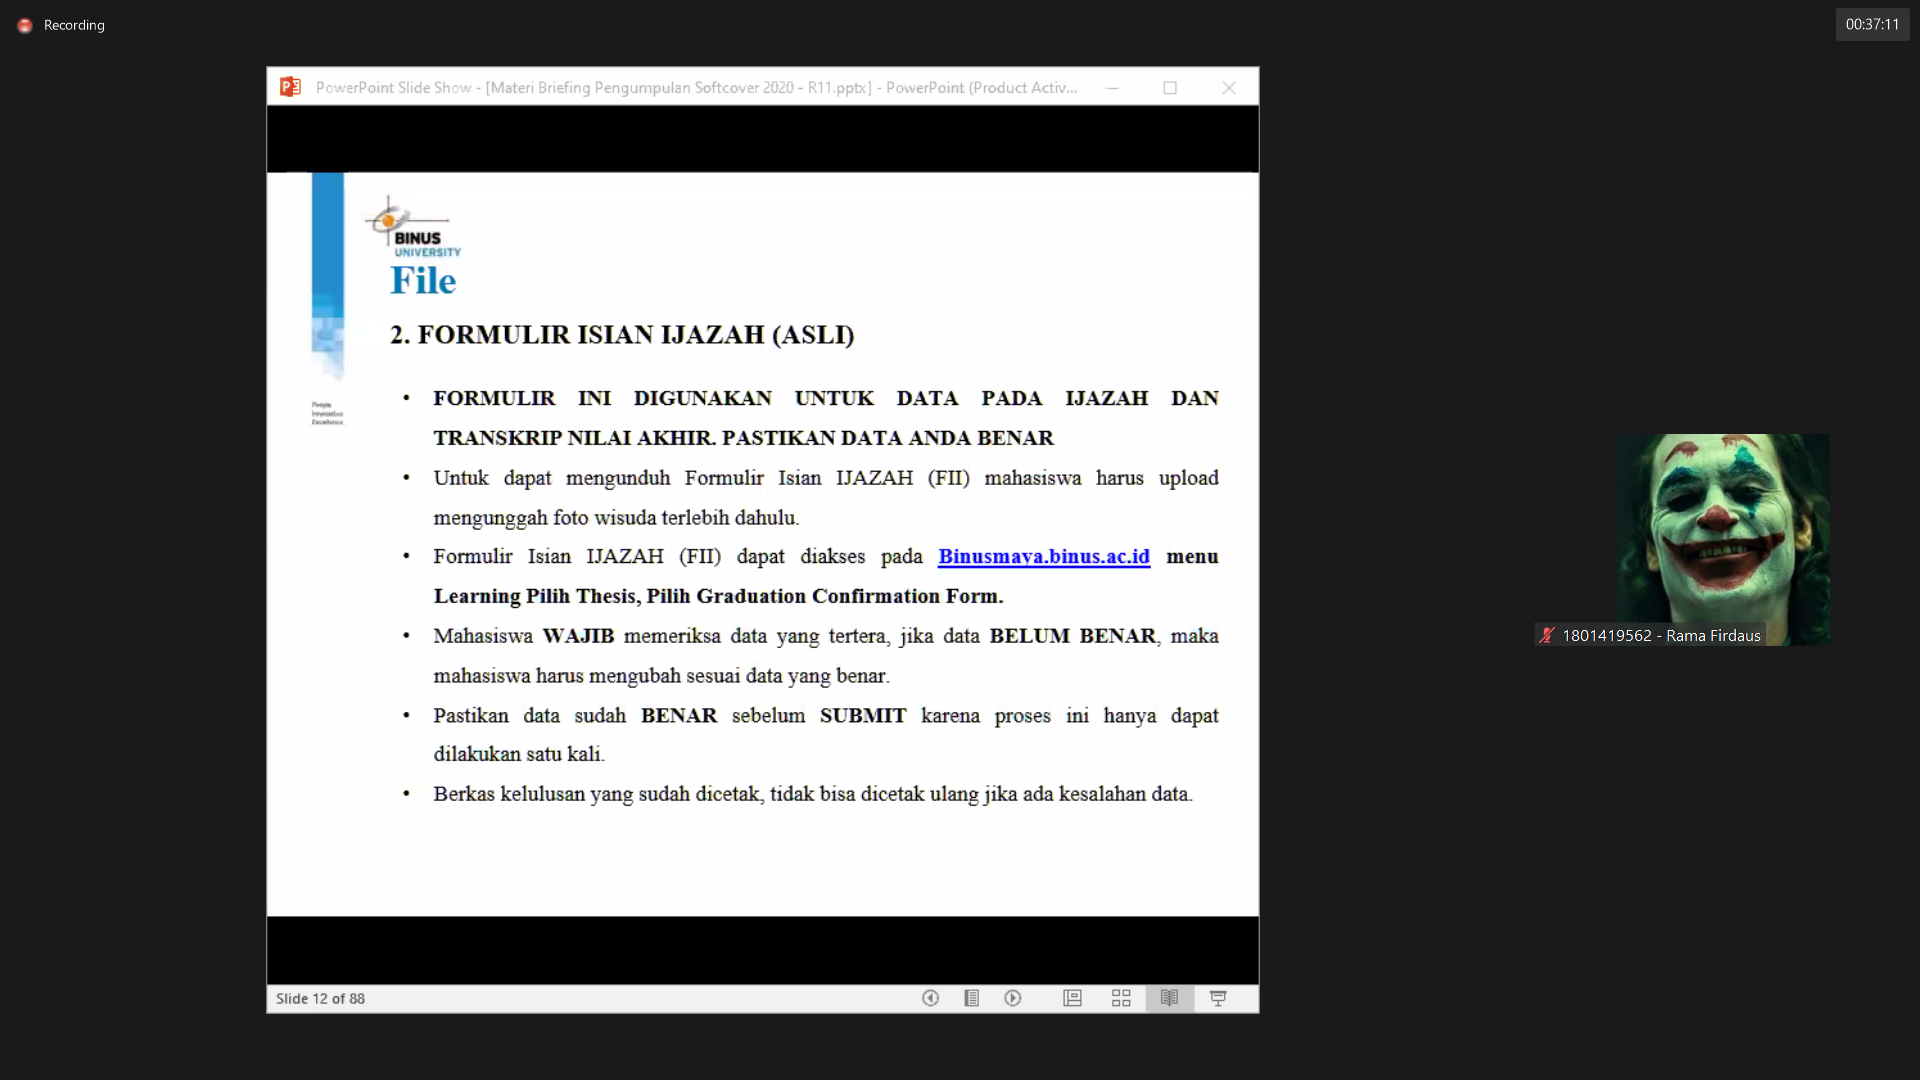 Recording
00:37:11
PowerPoint Slide Show - [Materi Briefing Pengumpulan Softcover 2020 - R11.pptx] - PowerPoint (Product Activ...
BINUS
UNIVERSITY
File
2. FORMULIR ISIAN IJAZAH (ASLI)
• FORMULIR INI DIGUNAKAN UNTUK DATA PADA IJAZAH DAN
TRANSKRIP NILAI AKHIR. PASTIKAN DATA ANDA BENAR
People
Innovation
Excellence
• Untuk dapat mengunduh Formulir Isian IJAZAH (FII) mahasiswa harus upload
mengunggah foto wisuda terlebih dahulu.
• Formulir Isian IJAZAH (FII) dapat diakses pada Binusmaya.binus.ac.id menu
Learning Pilih Thesis, Pilih Graduation Confirmation Form.
• Mahasiswa WAJIB memeriksa data yang tertera, jika data BELUM BENAR, maka
mahasiswa harus mengubah sesuai data yang benar.
• Pastikan data sudah BENAR sebelum SUBMIT karena proses ini hanya dapat
dilakukan satu kali.
• Berkas kelulusan yang sudah dicetak, tidak bisa dicetak ulang jika ada kesalahan data.
1801419562 - Rama Firdaus
Slide 12 of 88